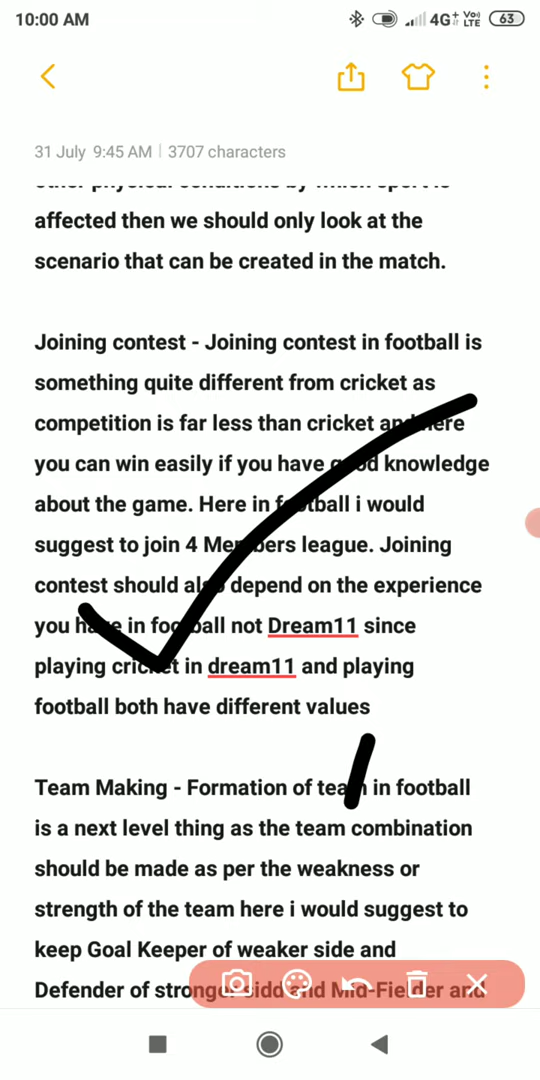 10:00 AM
4G+ Vo) LTE 63
31 July 9:45 AM | 3707 characters
affected then we should only look at the
scenario that can be created in the match.
Joining contest - Joining contest in football is
something quite different from cricket as
competition is far less than cricket and here
you can win easily if you have good knowledge
about the game. Here in football i would
suggest to join 4 Members league. Joining
contest should also depend on the experience
you have in football not Dream11 since
playing cricket in dream11 and playing
football both have different values
Team Making - Formation of team in football
is a next level thing as the team combination
should be made as per the weakness or
strength of the team here i would suggest to
keep Goal Keeper of weaker side and
Defender of stronger side and Mid-Fielder and